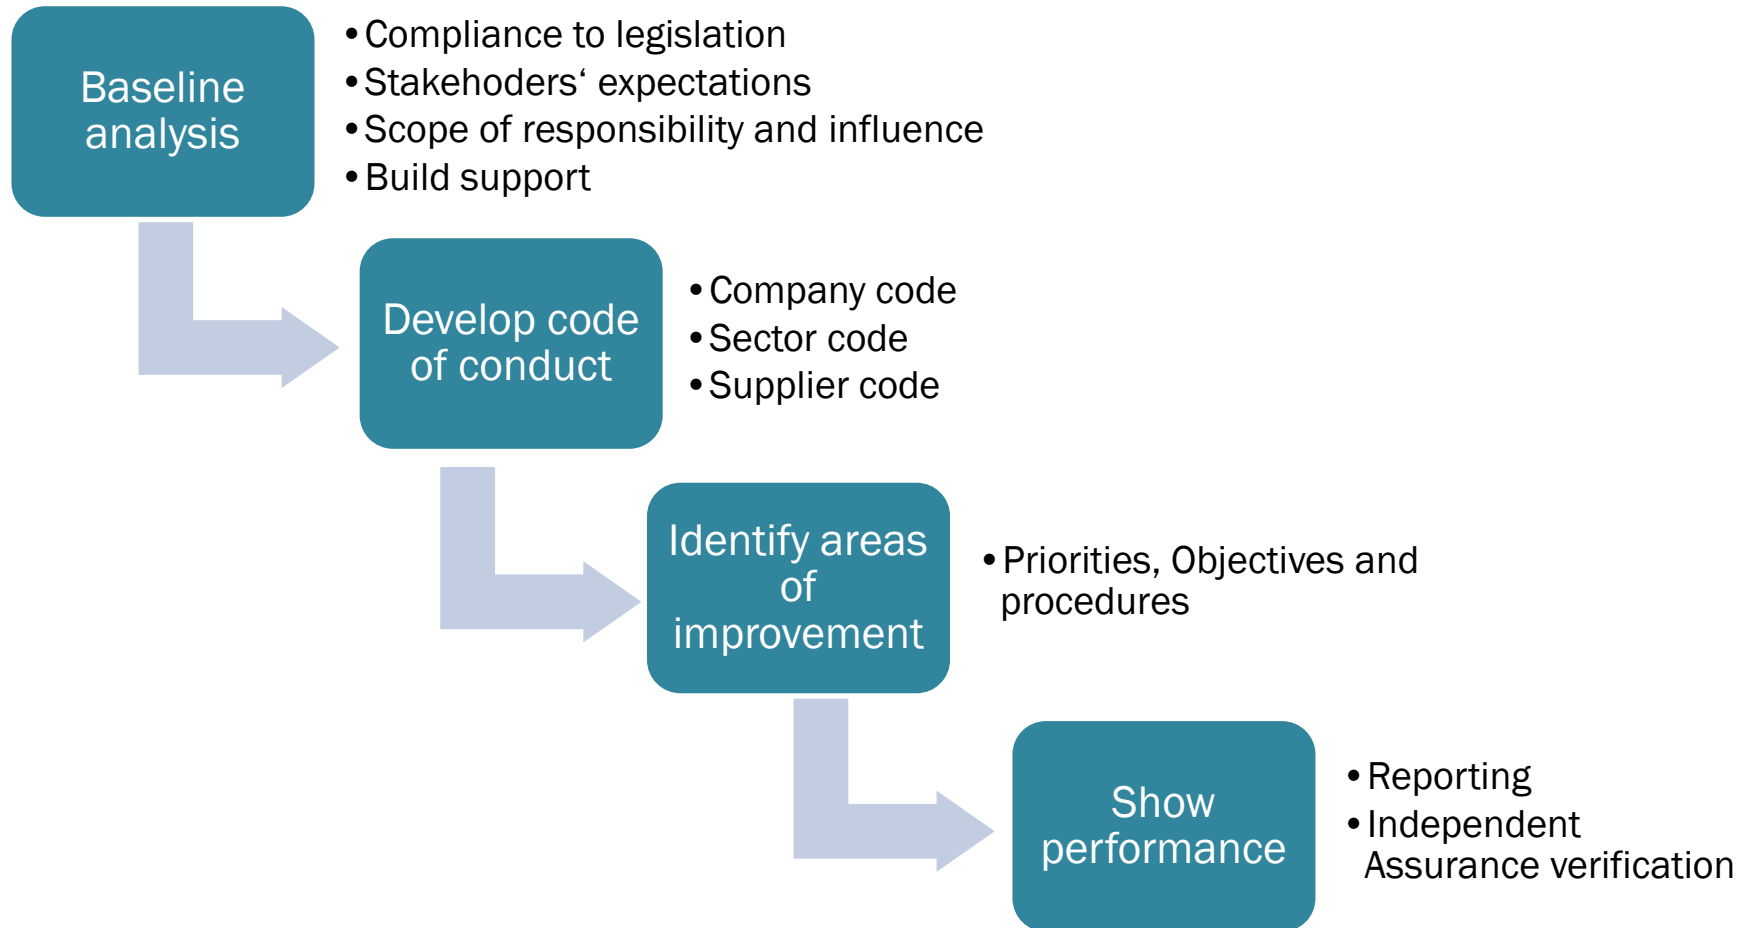 Baseline
analysis
•Compliance to legislation
•Stakehoders‘ expectations
•Scope of responsibility and influence
•Build support
Develop code
of conduct
•Company code
•Sector code
•Supplier code
Identify areas
of
improvement
•Priorities, Objectives and
procedures
Show
performance
•Reporting
•Independent
Assurance verification